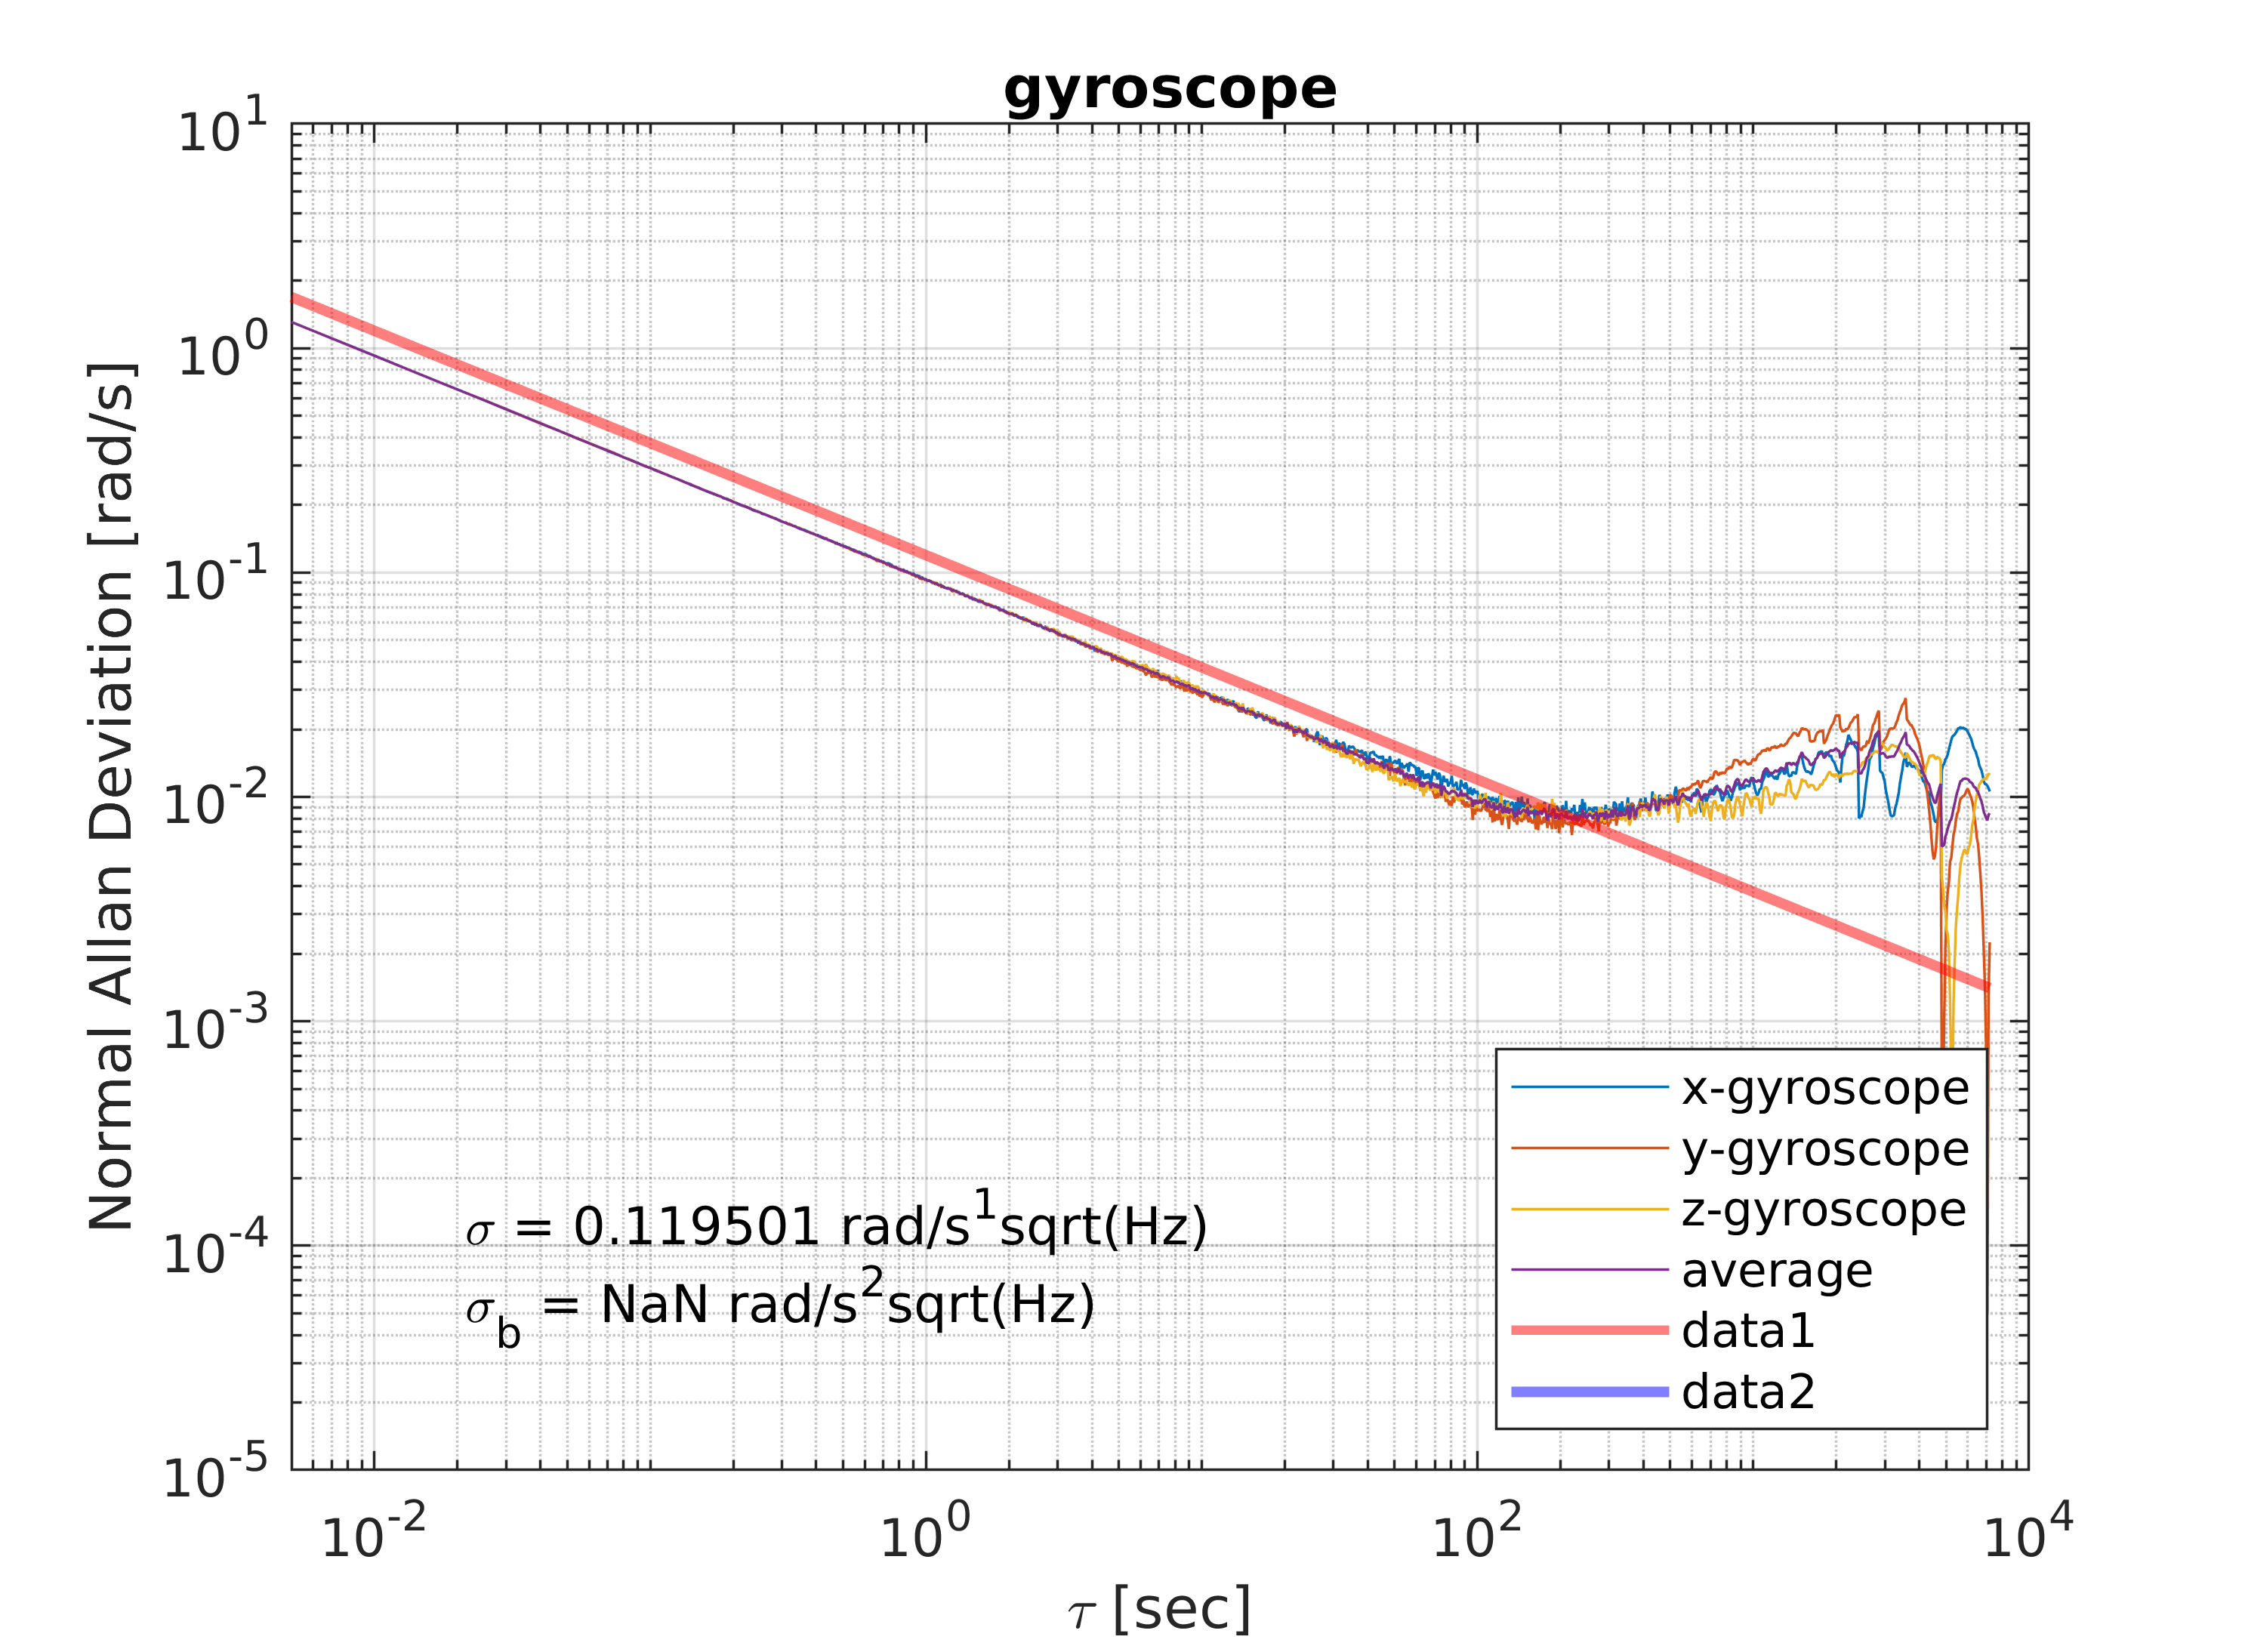 gyroscope
Normal Allan Deviation [rad/s]
10^1
10^0
10^-1
10^-2
10^-3
10^-4
10^-5
σ = 0.119501 rad/s^1sqrt(Hz)
σ_b = NaN rad/s^2sqrt(Hz)
x-gyroscope
y-gyroscope
z-gyroscope
average
data1
data2
10^-2 10^0 10^2 10^4
τ [sec]